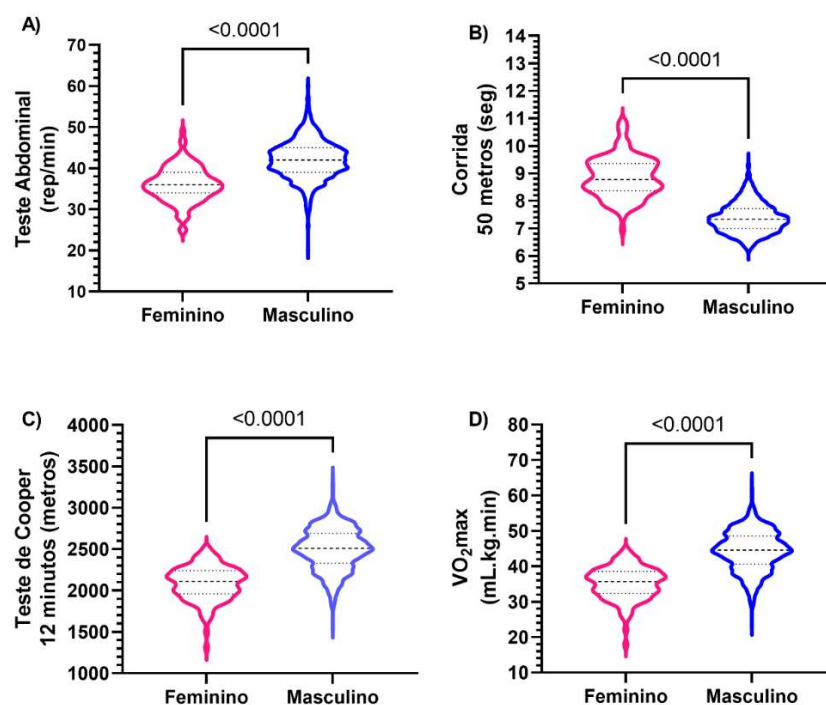 A)
<0.0001
70
60
50
40
30
20
10
Teste Abdominal
(rep/min)
Feminino Masculino
B)
<0.0001
14
13
12
11
10
9
8
7
6
5
Corrida
50 metros (seg)
Feminino Masculino
C)
<0.0001
4000
3500
3000
2500
2000
1500
1000
Teste de Cooper
12 minutos (metros)
Feminino Masculino
D)
<0.0001
80
70
60
50
40
30
20
10
VO₂max
(mL.kg.min)
Feminino Masculino